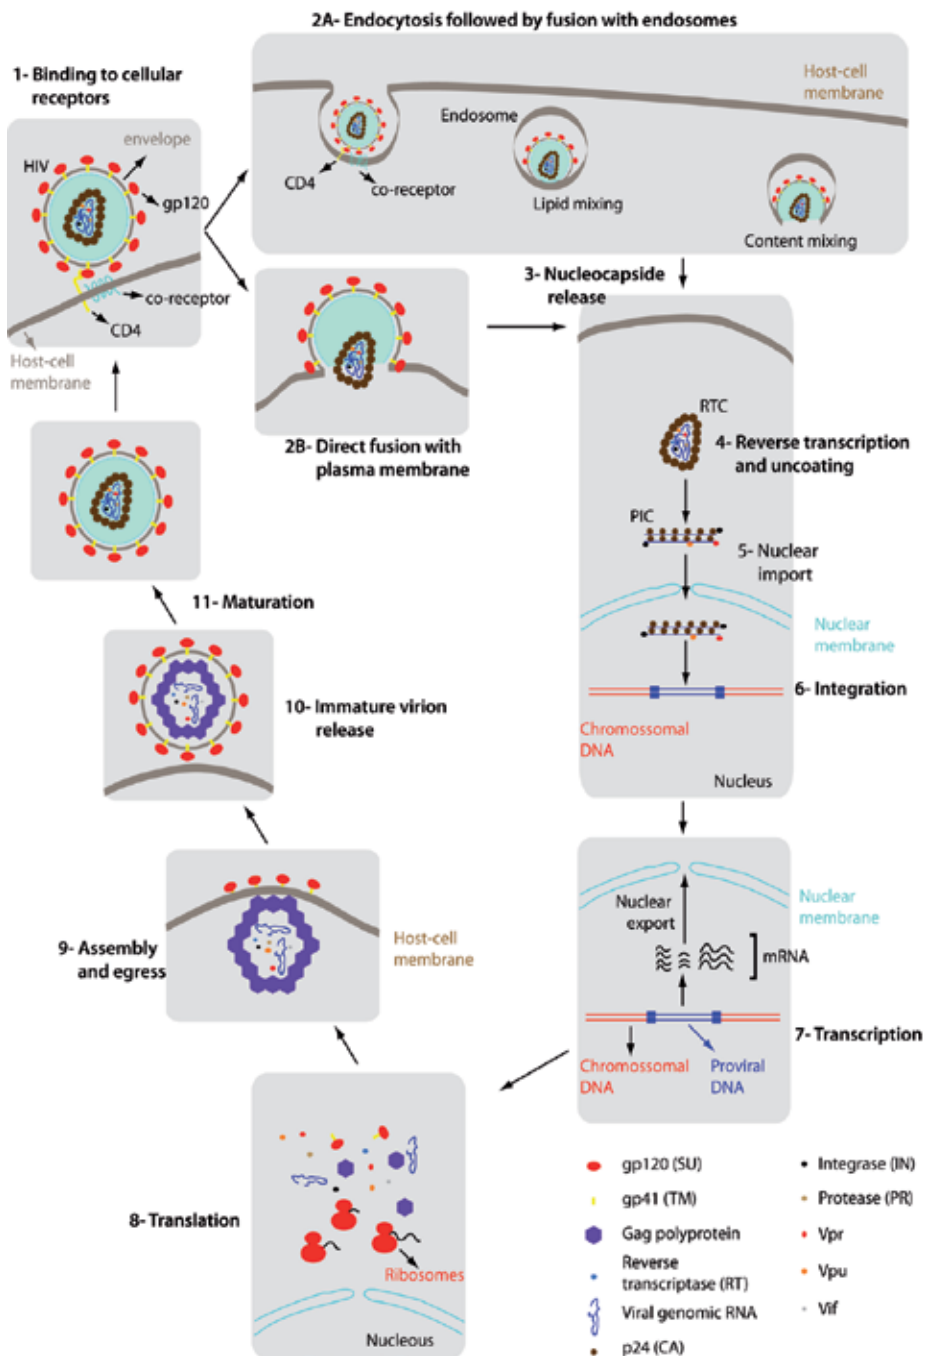 2A- Endocytosis followed by fusion with endosomes
1- Binding to cellular
receptors
envelope
HIV
gp120
co-receptor
CD4
Host-cell
membrane
Host-cell
membrane
Endosome
CD4
co-receptor
Lipid mixing
Content mixing
2B- Direct fusion with
plasma membrane
3- Nucleocapside
release
RTC
4- Reverse transcription
and uncoating
PIC
5- Nuclear
import
Nuclear
membrane
6- Integration
Chromossomal
DNA
Nucleus
Nuclear
membrane
Nuclear
export
mRNA
7- Transcription
Chromossomal
DNA
Proviral
DNA
8- Translation
Ribosomes
Nucleous
9- Assembly
and egress
Host-cell
membrane
10- Immature virion
release
11- Maturation
gp120 (SU)
gp41 (TM)
Gag polyprotein
Reverse
transcriptase (RT)
Viral genomic RNA
p24 (CA)
Integrase (IN)
Protease (PR)
Vpr
Vpu
Vif